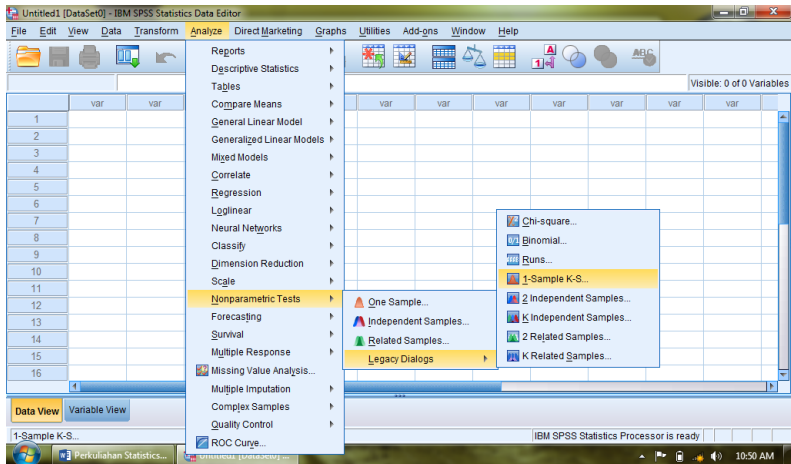 Untitled1 [DataSet0] - IBM SPSS Statistics Data Editor
File Edit View Data Transform Analyze Direct Marketing Graphs Utilities Add-ons Window Help
Visible: 0 of 0 Variables
var var var var var var var var
1
2
3
4
5
6
7
8
9
10
11
12
13
14
15
16
Reports
Descriptive Statistics
Tables
Compare Means
General Linear Model
Generalized Linear Models
Mixed Models
Correlate
Regression
Loglinear
Neural Networks
Classify
Dimension Reduction
Scale
Nonparametric Tests
Forecasting
Survival
Multiple Response
Missing Value Analysis...
Multiple Imputation
Complex Samples
Quality Control
ROC Curve...
One Sample...
Independent Samples...
Related Samples...
Legacy Dialogs
Chi-square...
Binomial...
Runs...
1-Sample K-S...
2 Independent Samples...
K Independent Samples...
2 Related Samples...
K Related Samples...
Data View Variable View
1-Sample K-S...
IBM SPSS Statistics Processor is ready
Perkuliahan Statistics...
Untitled1 [DataSet0] ...
10:50 AM